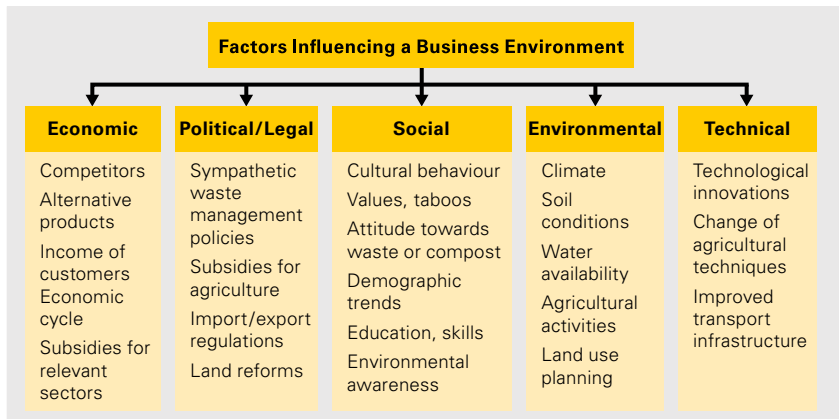 Factors Influencing a Business Environment
Economic
Competitors
Alternative
products
Income of
customers
Economic
cycle
Subsidies for
relevant
sectors
Political/Legal
Sympathetic
waste
management
policies
Subsidies for
agriculture
Import/export
regulations
Land reforms
Social
Cultural behaviour
Values, taboos
Attitude towards
waste or compost
Demographic
trends
Education, skills
Environmental
awareness
Environmental
Climate
Soil
conditions
Water
availability
Agricultural
activities
Land use
planning
Technical
Technological
innovations
Change of
agricultural
techniques
Improved
transport
infrastructure